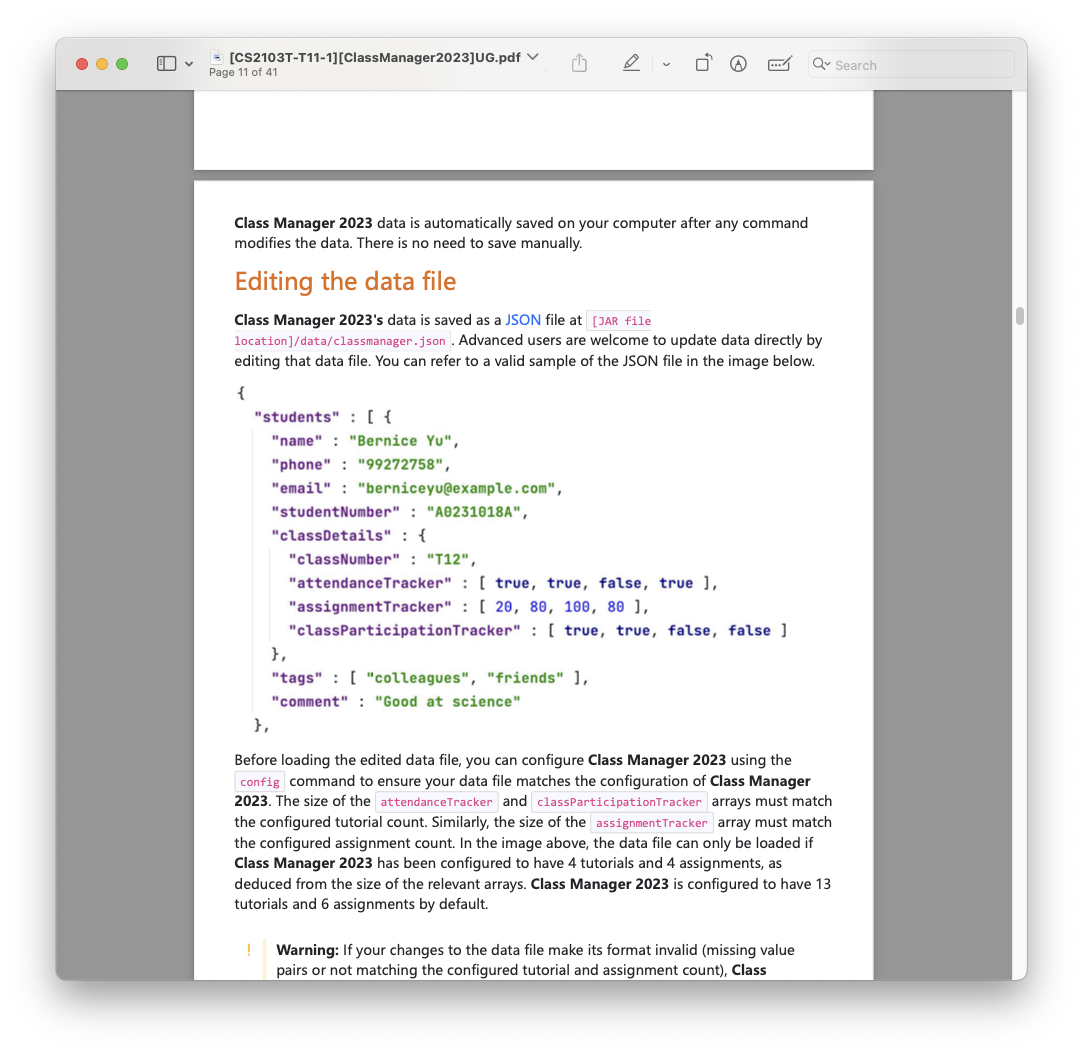 [CS2103T-T11-1][ClassManager2023]UG.pdf
Page 11 of 41
Search
Class Manager 2023 data is automatically saved on your computer after any command
modifies the data. There is no need to save manually.
Editing the data file
Class Manager 2023's data is saved as a JSON file at [JAR file
location]/data/classmanager.json . Advanced users are welcome to update data directly by
editing that data file. You can refer to a valid sample of the JSON file in the image below.
{
"students" : [ {
"name" : "Bernice Yu",
"phone" : "99272758",
"email" : "berniceyu@example.com",
"studentNumber" : "A0231018A",
"classDetails" : {
"classNumber" : "T12",
"attendanceTracker" : [ true, true, false, true ],
"assignmentTracker" : [ 20, 80, 100, 80 ],
"classParticipationTracker" : [ true, true, false, false ]
},
"tags" : [ "colleagues", "friends" ],
"comment" : "Good at science"
},
Before loading the edited data file, you can configure Class Manager 2023 using the
config command to ensure your data file matches the configuration of Class Manager
2023. The size of the attendanceTracker and classParticipationTracker arrays must match
the configured tutorial count. Similarly, the size of the assignmentTracker array must match
the configured assignment count. In the image above, the data file can only be loaded if
Class Manager 2023 has been configured to have 4 tutorials and 4 assignments, as
deduced from the size of the relevant arrays. Class Manager 2023 is configured to have 13
tutorials and 6 assignments by default.
! Warning: If your changes to the data file make its format invalid (missing value
pairs or not matching the configured tutorial and assignment count), Class